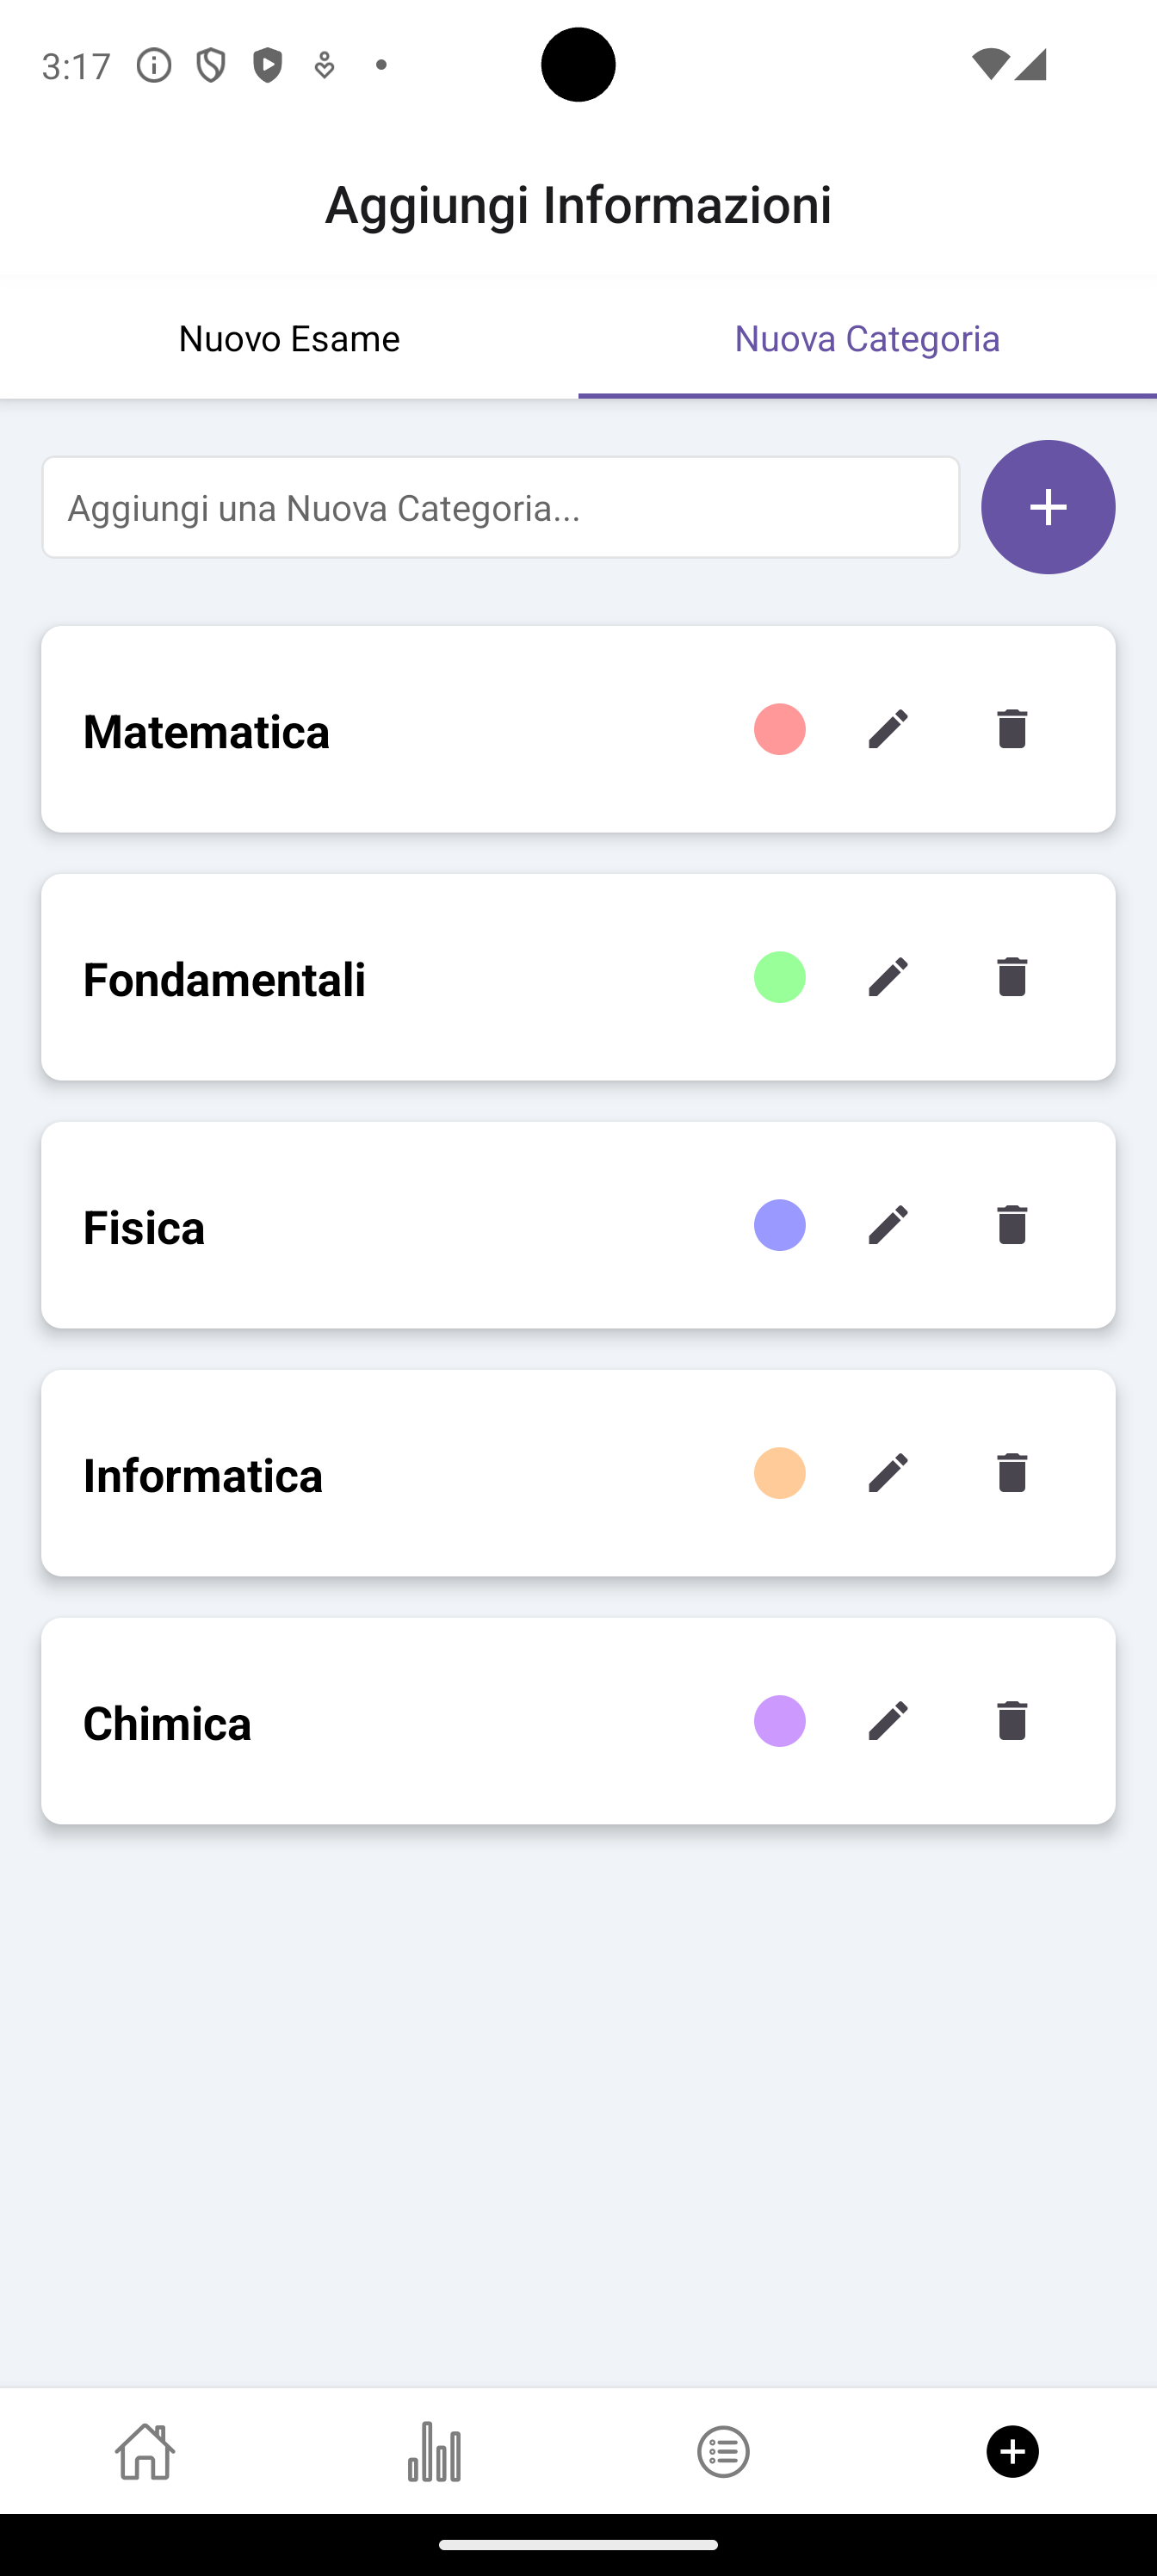 3:17
Aggiungi Informazioni
Nuovo Esame
Nuova Categoria
Aggiungi una Nuova Categoria...
Matematica
Fondamentali
Fisica
Informatica
Chimica